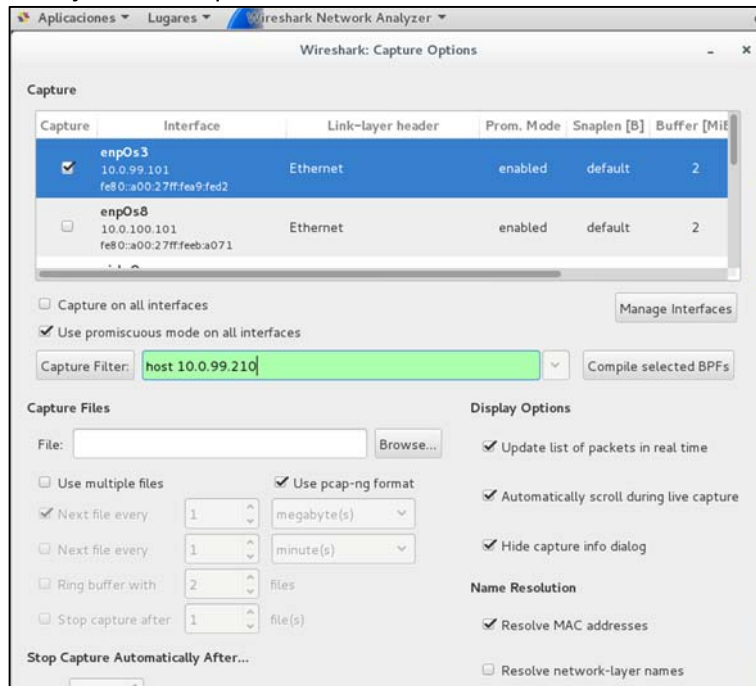 Aplicaciones Lugares Wireshark Network Analyzer
Wireshark: Capture Options
Capture
Capture Interface Link-layer header Prom. Mode Snaplen [B] Buffer [MiB
enp0s3
10.0.99.101 Ethernet enabled default 2
fe80::a00:27ff:fea9:fed2
enp0s8
10.0.100.101 Ethernet enabled default 2
fe80::a00:27ff:feeb:a071
Capture on all interfaces
Manage Interfaces
Use promiscuous mode on all interfaces
Capture Filter: host 10.0.99.210 Compile selected BPFs
Capture Files Display Options
File: Browse... Update list of packets in real time
Use multiple files Use pcap-ng format
Automatically scroll during live capture
Next file every 1 megabyte(s)
Next file every 1 minute(s) Hide capture info dialog
Ring buffer with 2 files Name Resolution
Stop capture after 1 file(s) Resolve MAC addresses
Stop Capture Automatically After...
Resolve network-layer names